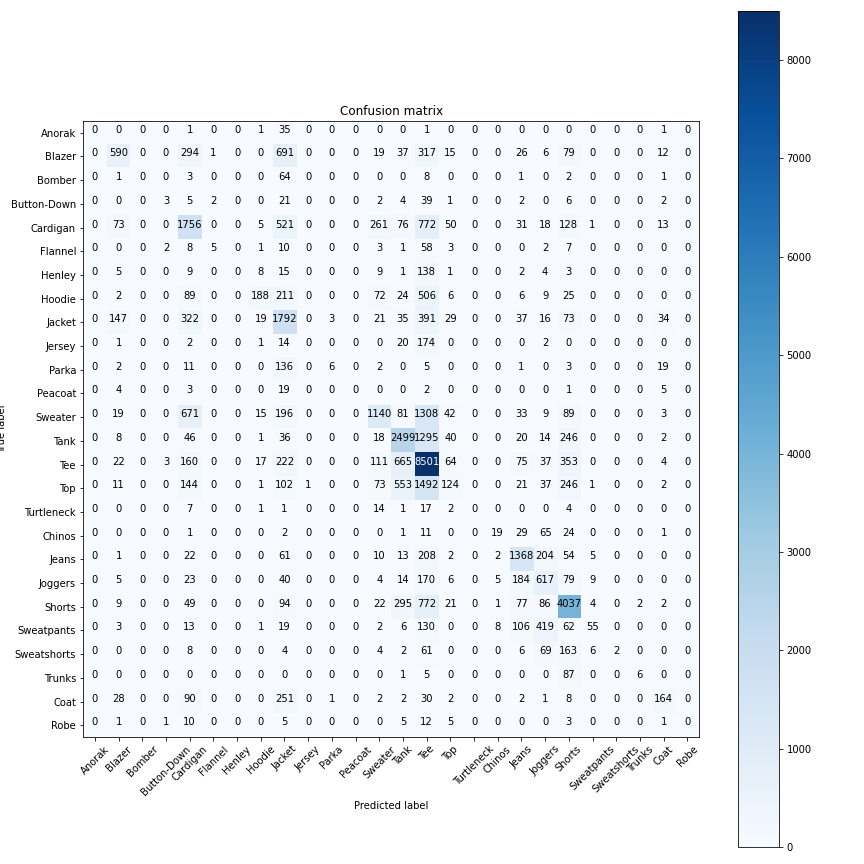 Confusion matrix
Anorak 0 0 0 0 1 0 0 1 35 0 0 0 0 0 1 0 0 0 0 0 0 0 0 0 1 0
Blazer 0 590 0 0 294 1 0 0 691 0 0 0 19 37 317 15 0 0 26 6 79 0 0 0 12 0
Bomber 0 1 0 0 3 0 0 0 64 0 0 0 0 0 8 0 0 0 1 0 2 0 0 0 1 0
Button-Down 0 0 0 3 5 2 0 0 21 0 0 0 2 4 39 1 0 0 2 0 6 0 0 0 2 0
Cardigan 0 73 0 0 1756 0 0 5 521 0 0 0 261 76 772 50 0 0 31 18 128 1 0 0 13 0
Flannel 0 0 0 2 8 5 0 1 10 0 0 0 3 1 58 3 0 0 0 2 7 0 0 0 0 0
Henley 0 5 0 0 9 0 0 8 15 0 0 0 9 1 138 1 0 0 2 4 3 0 0 0 0 0
Hoodie 0 2 0 0 89 0 0 188 211 0 0 0 72 24 506 6 0 0 6 9 25 0 0 0 0 0
Jacket 0 147 0 0 322 0 0 19 1792 0 3 0 21 35 391 29 0 0 37 16 73 0 0 0 34 0
Jersey 0 1 0 0 2 0 0 1 14 0 0 0 0 20 174 0 0 0 0 2 0 0 0 0 0 0
Parka 0 2 0 0 11 0 0 0 136 0 6 0 2 0 5 0 0 0 1 0 3 0 0 0 19 0
Peacoat 0 4 0 0 3 0 0 0 19 0 0 0 0 0 2 0 0 0 0 0 1 0 0 0 5 0
Sweater 0 19 0 0 671 0 0 15 196 0 0 0 1140 81 1308 42 0 0 33 9 89 0 0 0 3 0
Tank 0 8 0 0 46 0 0 1 36 0 0 0 18 2499 1295 40 0 0 20 14 246 0 0 0 2 0
Tee 0 22 0 3 160 0 0 17 222 0 0 0 111 665 8501 64 0 0 75 37 353 0 0 0 4 0
Top 0 11 0 0 144 0 0 1 102 1 0 0 73 553 1492 124 0 0 21 37 246 1 0 0 2 0
Turtleneck 0 0 0 0 7 0 0 1 1 0 0 0 14 1 17 2 0 0 0 0 4 0 0 0 0 0
Chinos 0 0 0 0 1 0 0 0 2 0 0 0 0 1 11 0 0 19 29 65 24 0 0 0 1 0
Jeans 0 1 0 0 22 0 0 0 61 0 0 0 10 13 208 2 0 2 1368 204 54 5 0 0 0 0
Joggers 0 5 0 0 23 0 0 0 40 0 0 0 4 14 170 6 0 5 184 617 79 9 0 0 0 0
Shorts 0 9 0 0 49 0 0 0 94 0 0 0 22 295 772 21 0 1 77 86 4037 4 0 2 2 0
Sweatpants 0 3 0 0 13 0 0 1 19 0 0 0 2 6 130 0 0 8 106 419 62 55 0 0 0 0
Sweatshorts 0 0 0 0 8 0 0 0 4 0 0 0 4 2 61 0 0 0 6 69 163 6 2 0 0 0
Trunks 0 0 0 0 0 0 0 0 0 0 0 0 0 1 5 0 0 0 0 0 87 0 0 6 0 0
Coat 0 28 0 0 90 0 0 0 251 0 1 0 2 2 30 2 0 0 2 1 8 0 0 0 164 0
Robe 0 1 0 1 10 0 0 0 5 0 0 0 0 5 12 5 0 0 0 0 3 0 0 0 1 0
Anorak Blazer Bomber Button-Down Cardigan Flannel Henley Hoodie Jacket Jersey Parka Peacoat Sweater Tank Tee Top Turtleneck Chinos Jeans Joggers Shorts Sweatpants Sweatshorts Trunks Coat Robe
Predicted label
8000
7000
6000
5000
4000
3000
2000
1000
0